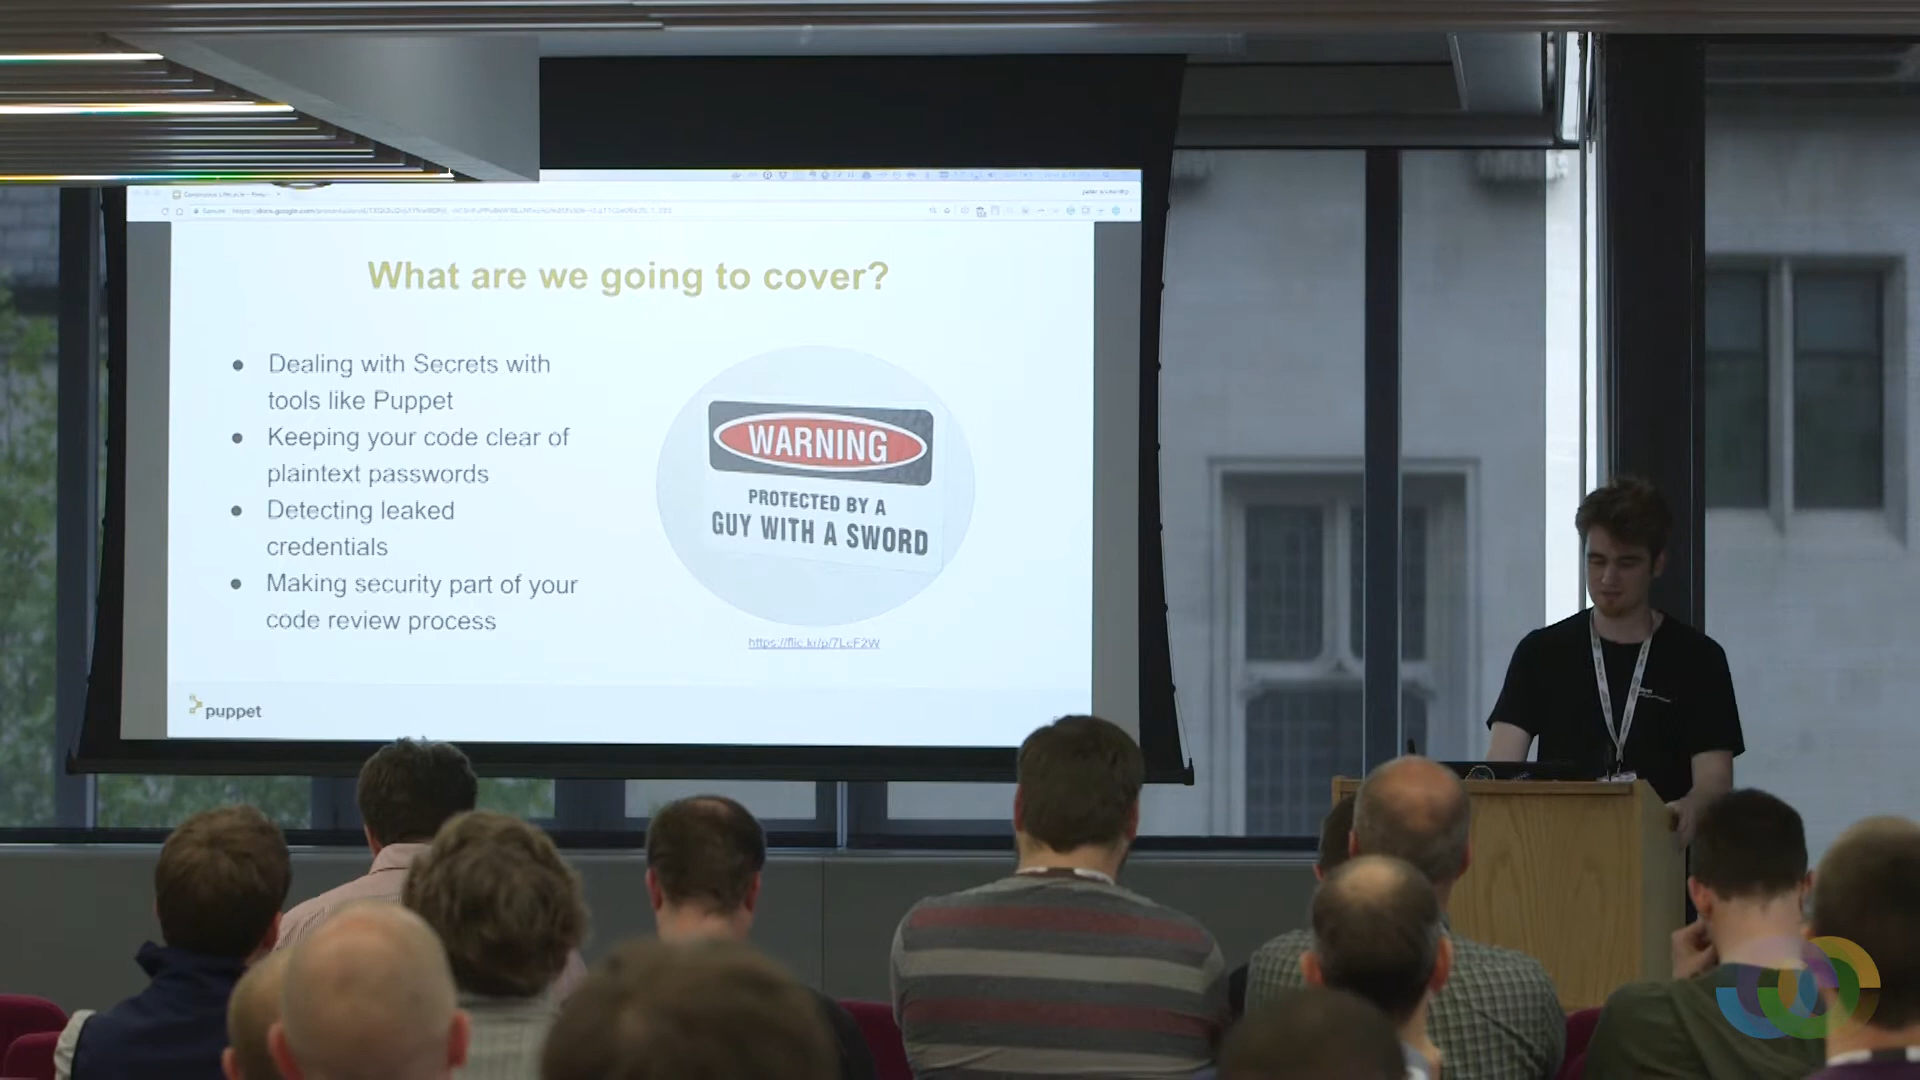 What are we going to cover?
Dealing with Secrets with
tools like Puppet
Keeping your code clear of
plaintext passwords
Detecting leaked
credentials
Making security part of your
code review process
WARNING
PROTECTED BY A
GUY WITH A SWORD
https://flic.kr/p/7LcF2W
puppet